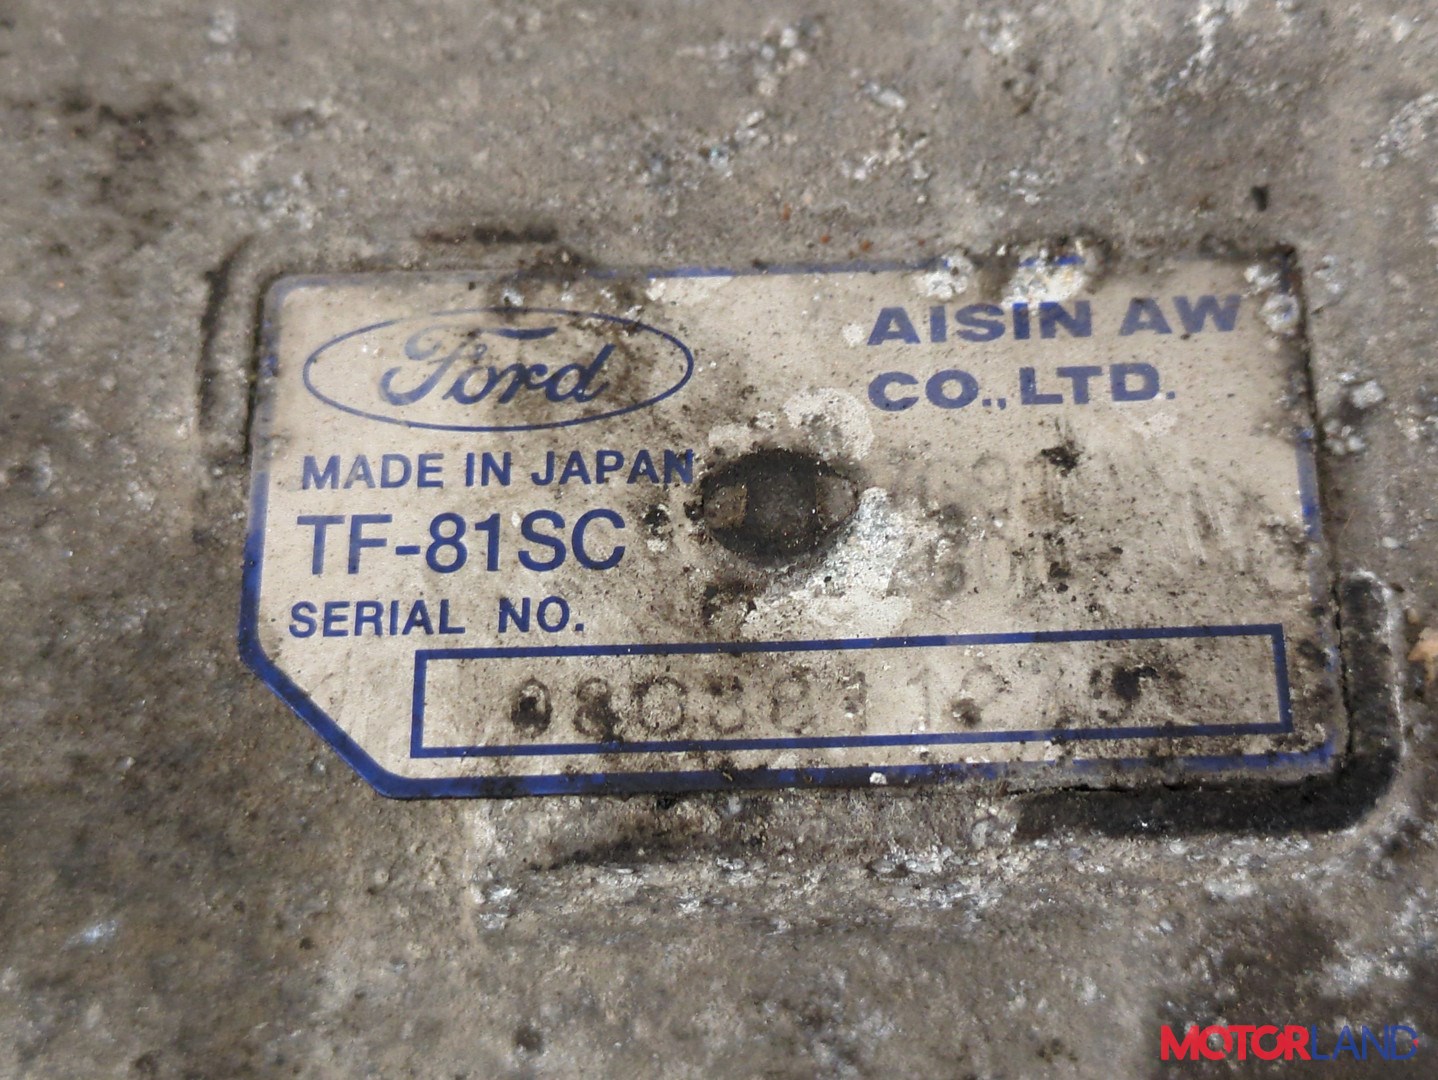 Ford
AISIN AW
CO., LTD.
MADE IN JAPAN
TF-81SC
SERIAL NO.
MOTORLAND